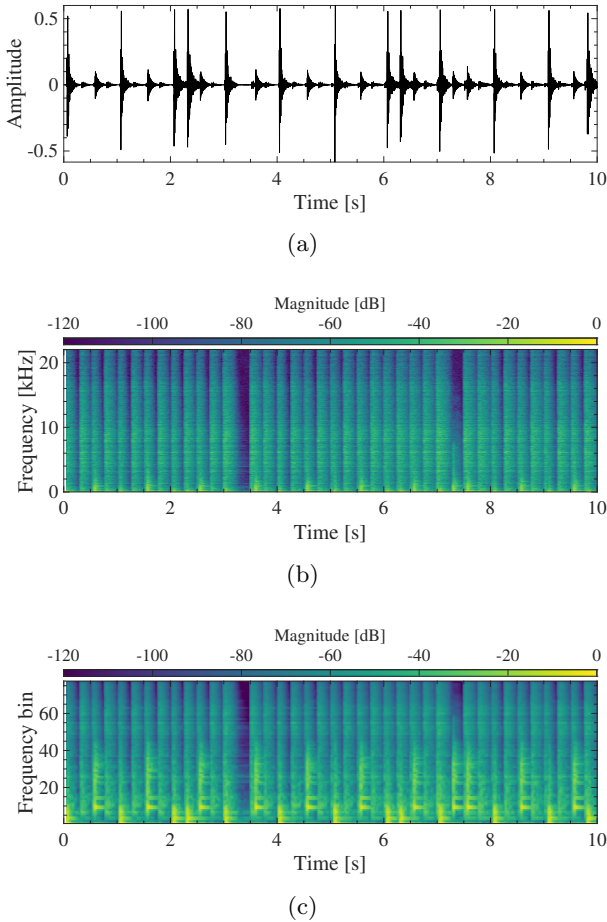 0.5
0
-0.5
Amplitude
0 2 4 6 8 10
Time [s]
(a)
Magnitude [dB]
-120 -100 -80 -60 -40 -20 0
20
10
0
Frequency [kHz]
0 2 4 6 8 10
Time [s]
(b)
Magnitude [dB]
-120 -100 -80 -60 -40 -20 0
60
40
20
Frequency bin
0 2 4 6 8 10
Time [s]
(c)